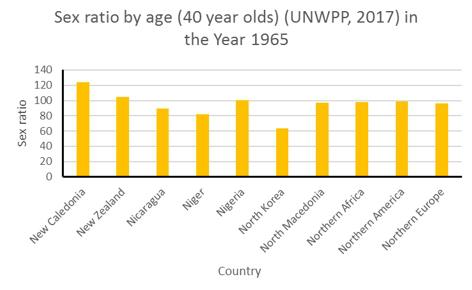 Sex ratio by age (40 year olds) (UNWPP, 2017) in
the Year 1965
140
120
100
80
60
40
20
0
Sex ratio
New Caledonia
New Zealand
Nicaragua
Niger
Nigeria
North Korea
North Macedonia
Northern Africa
Northern America
Northern Europe
Country